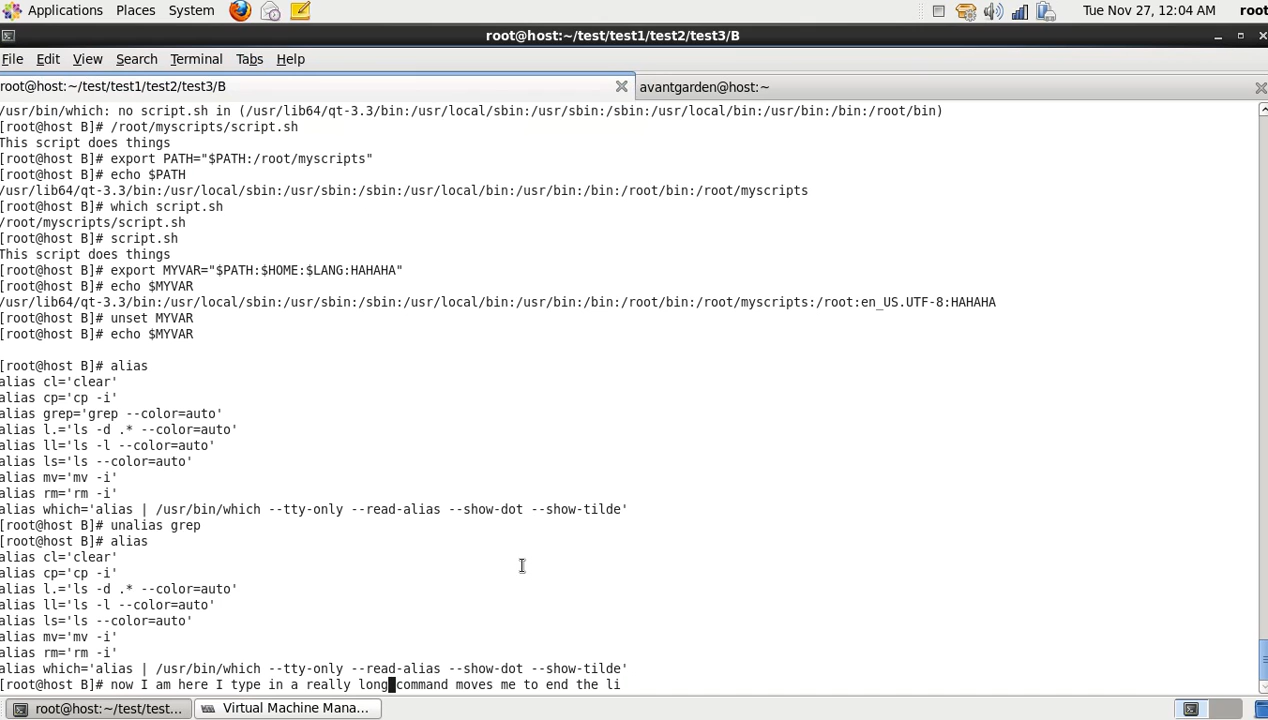 Applications Places System Tue Nov 27, 12:04 AM root
root@host:~/test/test1/test2/test3/B
File Edit View Search Terminal Tabs Help
root@host:~/test/test1/test2/test3/B avantgarden@host:~
/usr/bin/which: no script.sh in (/usr/lib64/qt-3.3/bin:/usr/local/sbin:/usr/sbin:/sbin:/usr/local/bin:/usr/bin:/bin:/root/bin)
[root@host B]# /root/myscripts/script.sh
This script does things
[root@host B]# export PATH="$PATH:/root/myscripts"
[root@host B]# echo $PATH
/usr/lib64/qt-3.3/bin:/usr/local/sbin:/usr/sbin:/sbin:/usr/local/bin:/usr/bin:/bin:/root/bin:/root/myscripts
[root@host B]# which script.sh
/root/myscripts/script.sh
[root@host B]# script.sh
This script does things
[root@host B]# export MYVAR="$PATH:$HOME:$LANG:HAHAHA"
[root@host B]# echo $MYVAR
/usr/lib64/qt-3.3/bin:/usr/local/sbin:/usr/sbin:/sbin:/usr/local/bin:/usr/bin:/bin:/root/bin:/root/myscripts:/root:en_US.UTF-8:HAHAHA
[root@host B]# unset MYVAR
[root@host B]# echo $MYVAR
[root@host B]# alias
alias cl='clear'
alias cp='cp -i'
alias grep='grep --color=auto'
alias l.='ls -d .* --color=auto'
alias ll='ls -l --color=auto'
alias ls='ls --color=auto'
alias mv='mv -i'
alias rm='rm -i'
alias which='alias | /usr/bin/which --tty-only --read-alias --show-dot --show-tilde'
[root@host B]# unalias grep
[root@host B]# alias
alias cl='clear'
alias cp='cp -i'
alias l.='ls -d .* --color=auto'
alias ll='ls -l --color=auto'
alias ls='ls --color=auto'
alias mv='mv -i'
alias rm='rm -i'
alias which='alias | /usr/bin/which --tty-only --read-alias --show-dot --show-tilde'
[root@host B]# now I am here I type in a really long command moves me to end the li
root@host:~/test/test... Virtual Machine Mana...